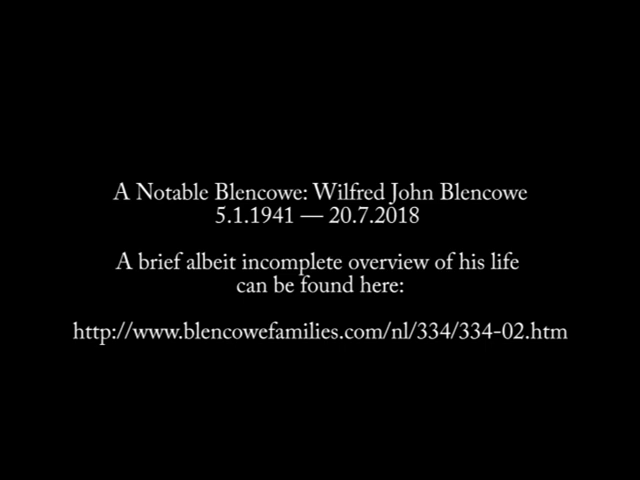 A Notable Blencowe: Wilfred John Blencowe
5.1.1941 — 20.7.2018
A brief albeit incomplete overview of his life
can be found here:
http://www.blencowefamilies.com/nl/334/334-02.htm